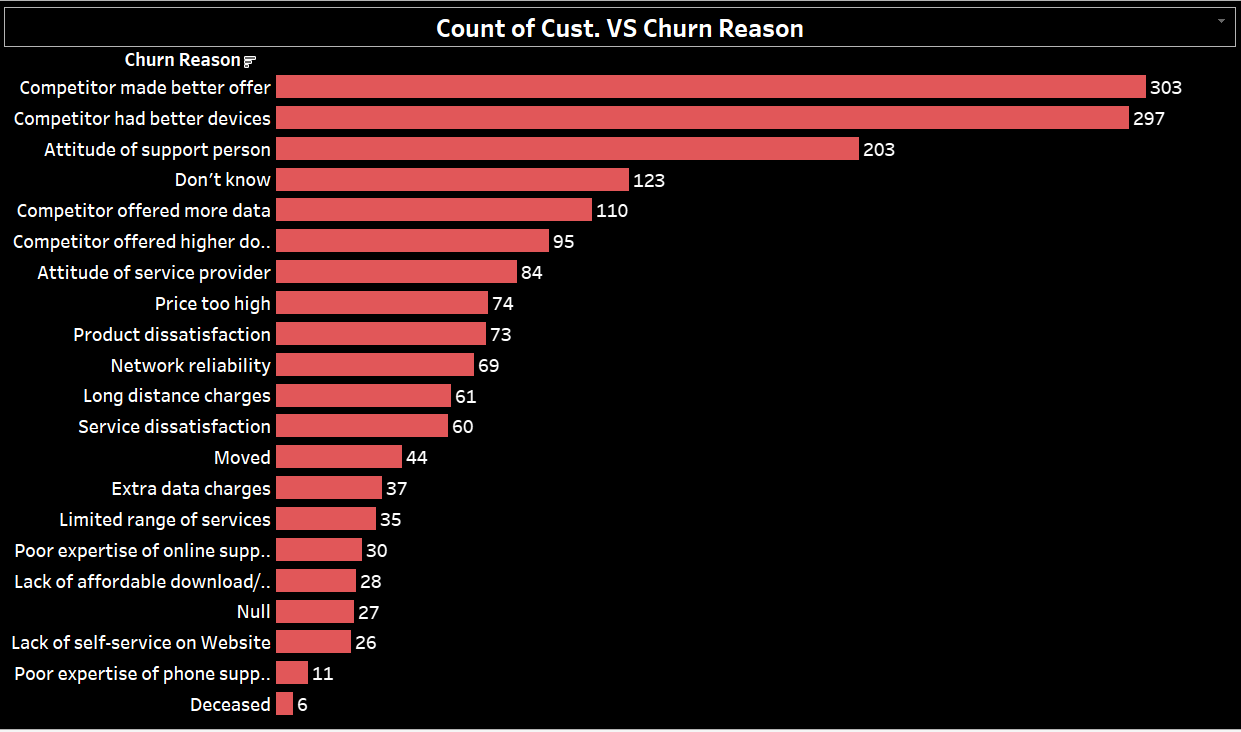 Count of Cust. VS Churn Reason
Churn Reason
Competitor made better offer 303
Competitor had better devices 297
Attitude of support person 203
Don’t know 123
Competitor offered more data 110
Competitor offered higher do.. 95
Attitude of service provider 84
Price too high 74
Product dissatisfaction 73
Network reliability 69
Long distance charges 61
Service dissatisfaction 60
Moved 44
Extra data charges 37
Limited range of services 35
Poor expertise of online supp.. 30
Lack of affordable download/.. 28
Null 27
Lack of self-service on Website 26
Poor expertise of phone supp.. 11
Deceased 6